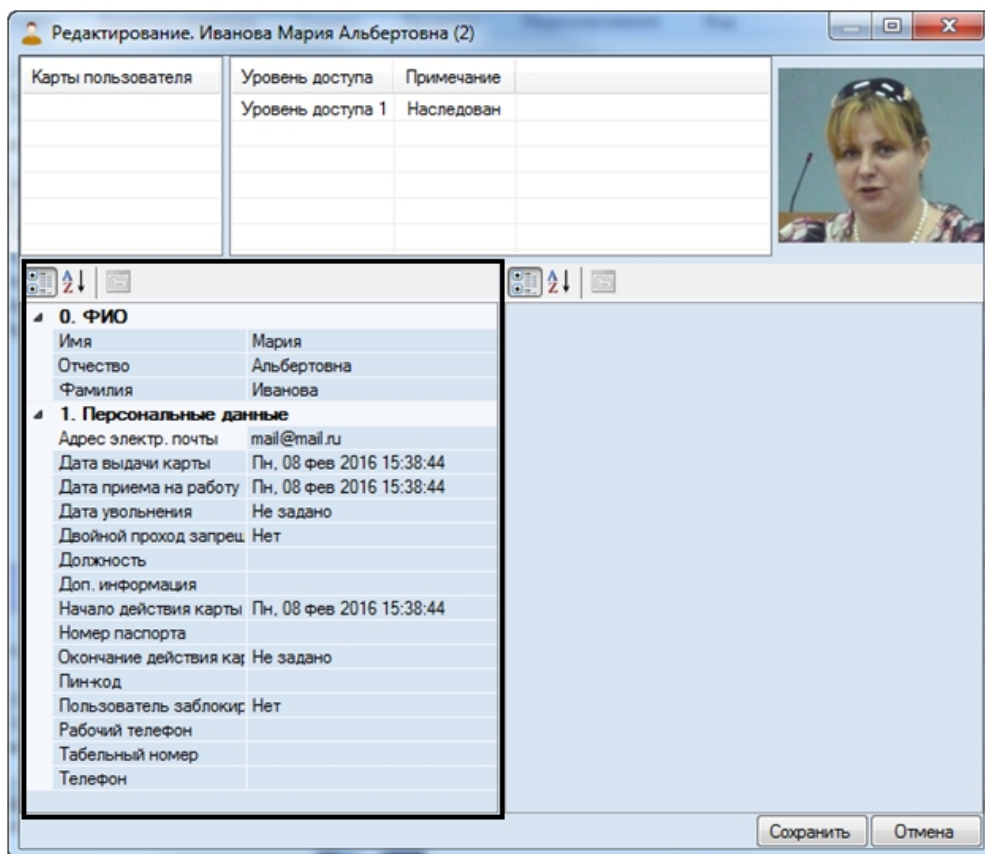 Редактирование. Иванова Мария Альбертовна (2)
Карты пользователя Уровень доступа Примечание
Уровень доступа 1 Наследован
0. ФИО
Имя Мария
Отчество Альбертовна
Фамилия Иванова
1. Персональные данные
Адрес электр. почты mail@mail.ru
Дата выдачи карты Пн, 08 фев 2016 15:38:44
Дата приема на работу Пн, 08 фев 2016 15:38:44
Дата увольнения Не задано
Двойной проход запрещ Нет
Должность
Доп. информация
Начало действия карты Пн, 08 фев 2016 15:38:44
Номер паспорта
Окончание действия кар Не задано
Пин-код
Пользователь заблокир Нет
Рабочий телефон
Табельный номер
Телефон
Сохранить Отмена